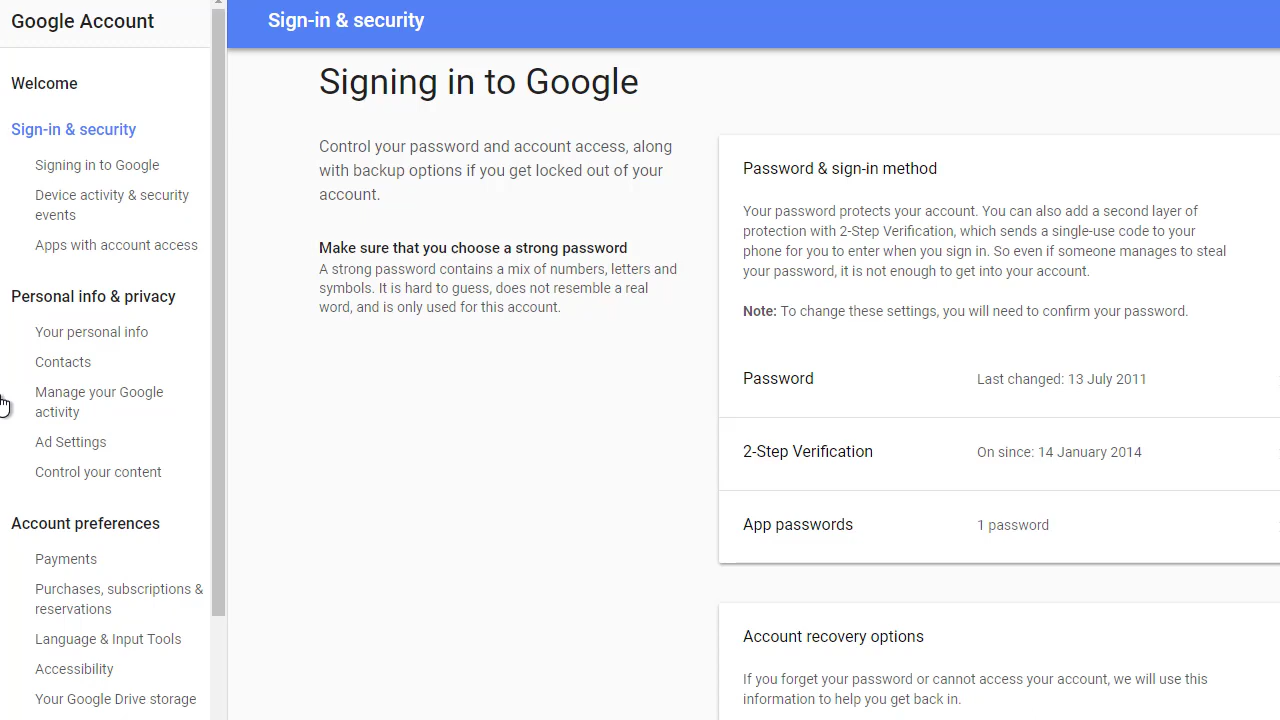 Google Account
Welcome
Sign-in & security
Signing in to Google
Device activity & security
events
Apps with account access
Personal info & privacy
Your personal info
Contacts
Manage your Google
activity
Ad Settings
Control your content
Account preferences
Payments
Purchases, subscriptions &
reservations
Language & Input Tools
Accessibility
Your Google Drive storage
Sign-in & security
Signing in to Google
Control your password and account access, along
with backup options if you get locked out of your
account.
Make sure that you choose a strong password
A strong password contains a mix of numbers, letters and
symbols. It is hard to guess, does not resemble a real
word, and is only used for this account.
Password & sign-in method
Your password protects your account. You can also add a second layer of
protection with 2-Step Verification, which sends a single-use code to your
phone for you to enter when you sign in. So even if someone manages to steal
your password, it is not enough to get into your account.
Note: To change these settings, you will need to confirm your password.
Password Last changed: 13 July 2011
2-Step Verification On since: 14 January 2014
App passwords 1 password
Account recovery options
If you forget your password or cannot access your account, we will use this
information to help you get back in.